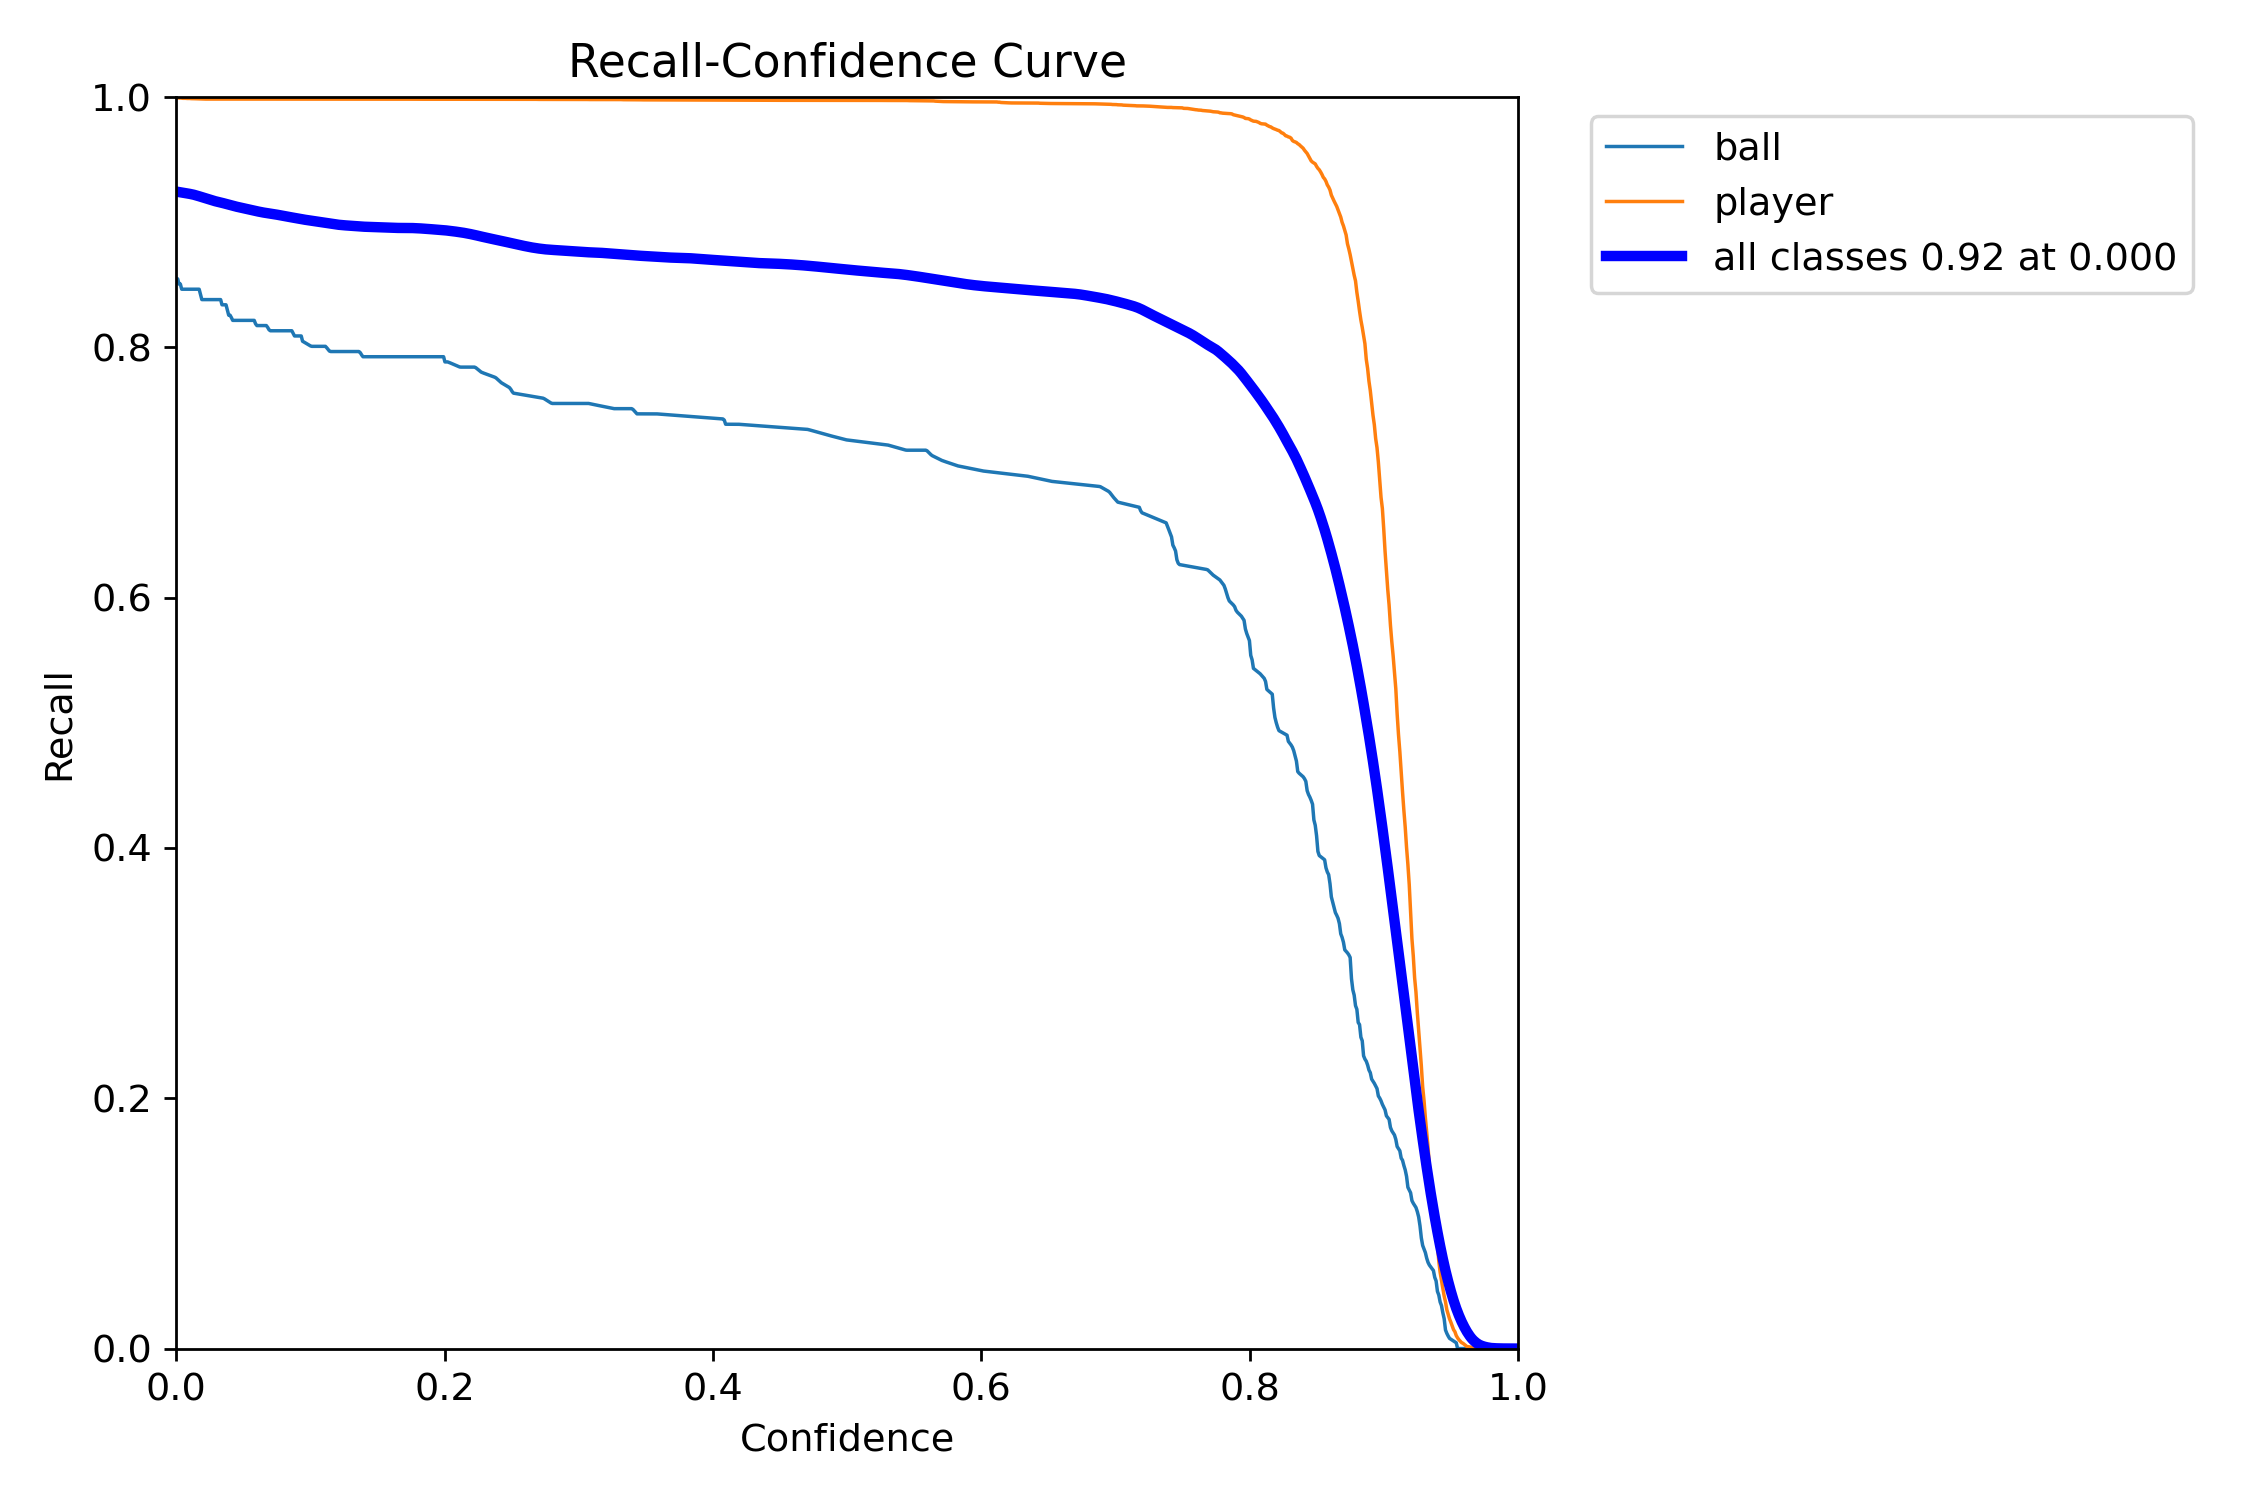 Recall-Confidence Curve
1.0
0.8
0.6
0.4
0.2
0.0
Recall
0.0 0.2 0.4 0.6 0.8 1.0
Confidence
ball
player
all classes 0.92 at 0.000